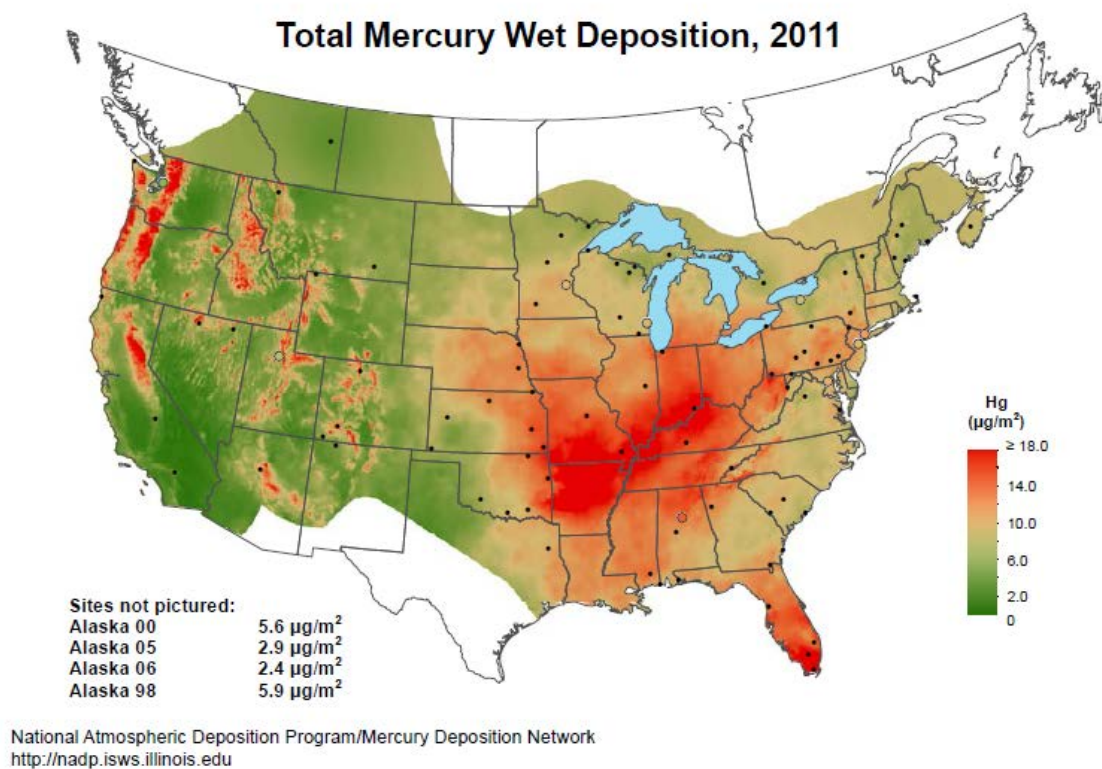 Total Mercury Wet Deposition, 2011
Hg
(µg/m²)
≥ 18.0
14.0
10.0
6.0
2.0
0
Sites not pictured:
Alaska 00 5.6 µg/m²
Alaska 05 2.9 µg/m²
Alaska 06 2.4 µg/m²
Alaska 98 5.9 µg/m²
National Atmospheric Deposition Program/Mercury Deposition Network
http://nadp.isws.illinois.edu